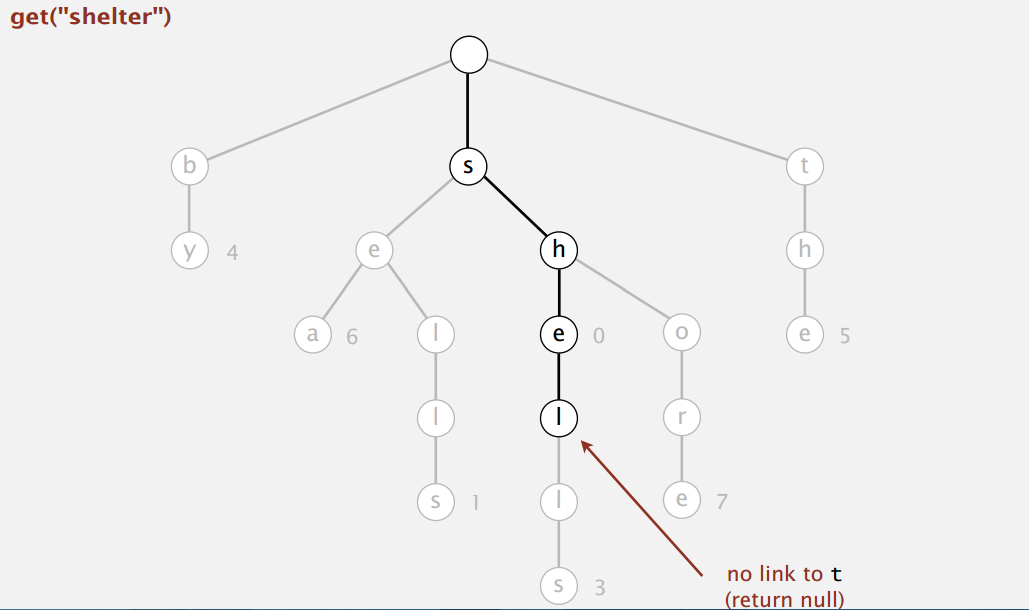 get("shelter")
s
b
t
y 4
e
h
h
a 6
l
e 0
o
e 5
l
l
r
s 1
l
e 7
s 3
no link to t
(return null)